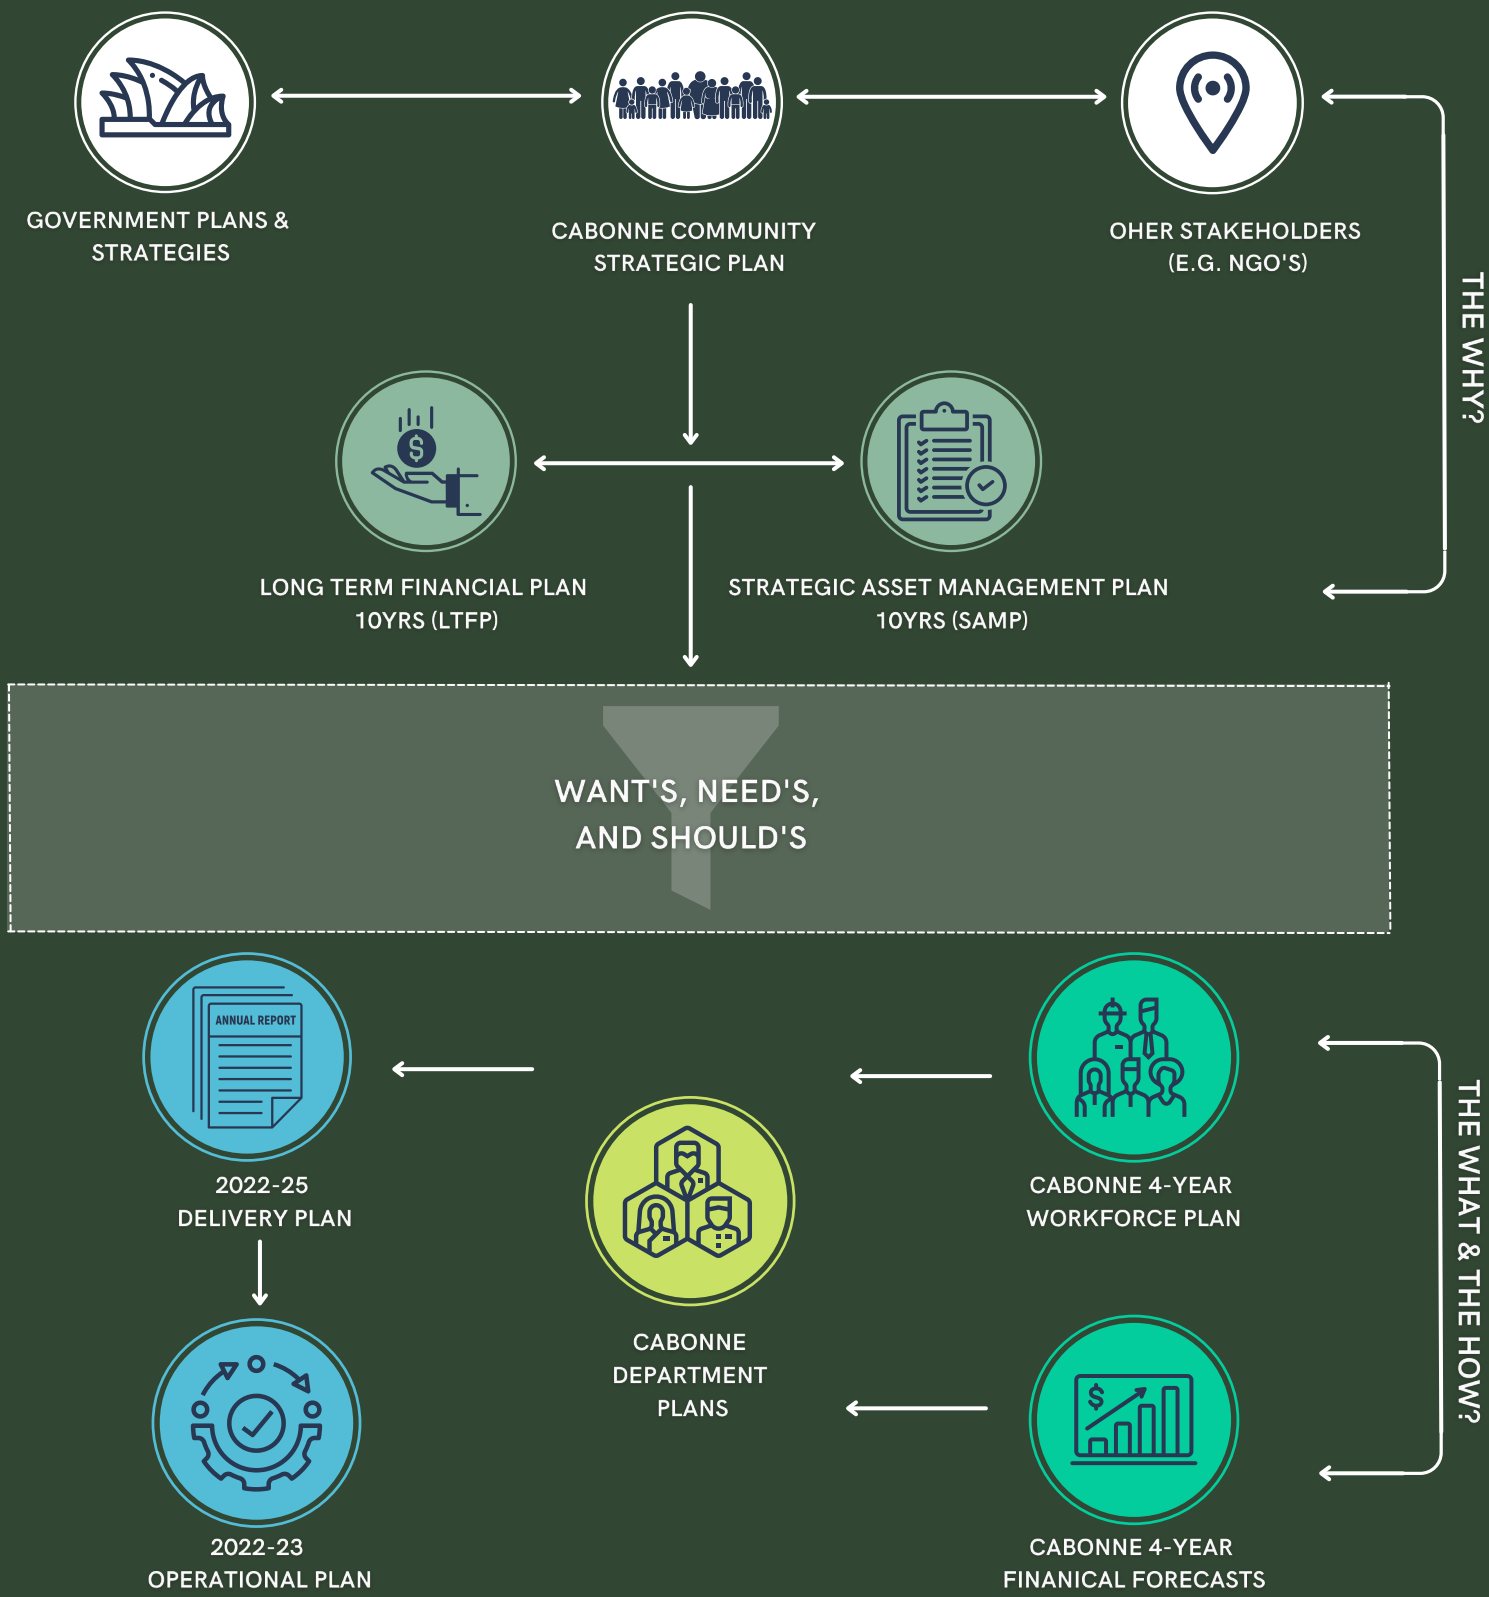 GOVERNMENT PLANS &
STRATEGIES
CABONNE COMMUNITY
STRATEGIC PLAN
OHER STAKEHOLDERS
(E.G. NGO'S)
THE WHY?
$
LONG TERM FINANCIAL PLAN
10YRS (LTFP)
STRATEGIC ASSET MANAGEMENT PLAN
10YRS (SAMP)
WANT'S, NEED'S,
AND SHOULD'S
ANNUAL REPORT
2022-25
DELIVERY PLAN
CABONNE
DEPARTMENT
PLANS
CABONNE 4-YEAR
WORKFORCE PLAN
THE WHAT & THE HOW?
2022-23
OPERATIONAL PLAN
$
CABONNE 4-YEAR
FINANICAL FORECASTS